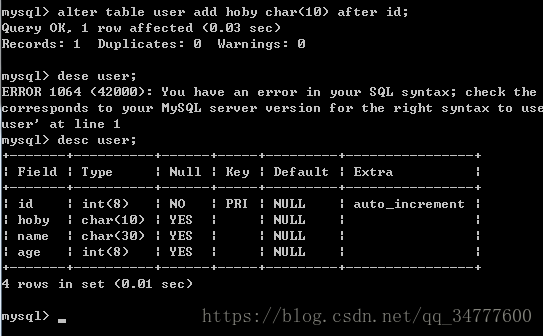 mysql> alter table user add hoby char(10) after id;
Query OK, 1 row affected (0.03 sec)
Records: 1  Duplicates: 0  Warnings: 0
mysql> dese user;
ERROR 1064 (42000): You have an error in your SQL syntax; check the
corresponds to your MySQL server version for the right syntax to use
user' at line 1
mysql> desc user;
+-------+----------+------+-----+---------+----------------+
| Field | Type     | Null | Key | Default | Extra          |
+-------+----------+------+-----+---------+----------------+
| id    | int(8)   | NO   | PRI | NULL    | auto_increment |
| hoby  | char(10) | YES  |     | NULL    |                |
| name  | char(30) | YES  |     | NULL    |                |
| age   | int(8)   | YES  |     | NULL    |                |
+-------+----------+------+-----+---------+----------------+
4 rows in set (0.01 sec)
mysql> _
https://blog.csdn.net/qq_34777600